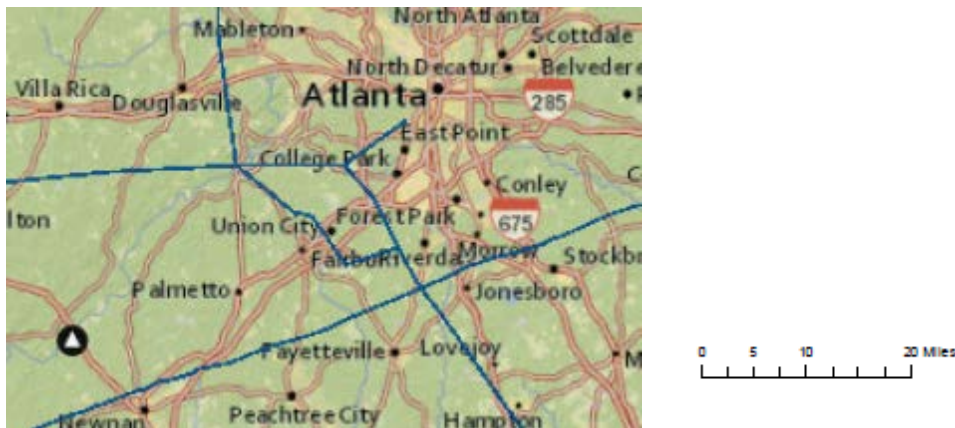 North Atlanta
Mableton
Scottdale
North Decatur
Belvedere
Villa Rica
Douglasville
Atlanta
285
East Point
College Park
Conley
lton
Union City
Forest Park
675
Fairbu
Riverda
Morrow
Stockbr
Palmetto
Jonesboro
Fayetteville
Lovejoy
M
Peachtree City
Hampton
Newnan
0 5 10 20 Miles